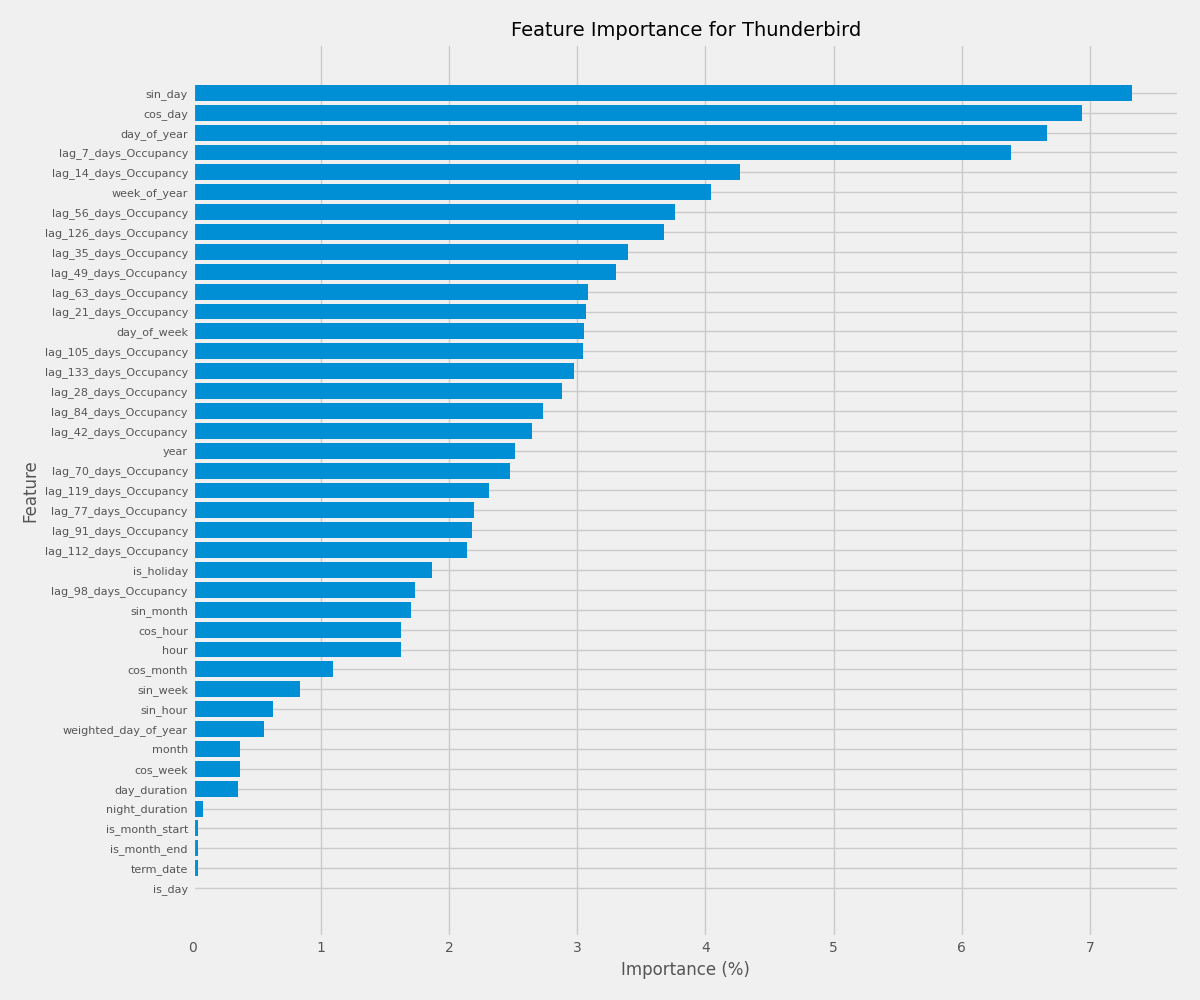 Feature Importance for Thunderbird
sin_day
cos_day
day_of_year
lag_7_days_Occupancy
lag_14_days_Occupancy
week_of_year
lag_56_days_Occupancy
lag_126_days_Occupancy
lag_35_days_Occupancy
lag_49_days_Occupancy
lag_63_days_Occupancy
lag_21_days_Occupancy
day_of_week
lag_105_days_Occupancy
lag_133_days_Occupancy
lag_28_days_Occupancy
lag_84_days_Occupancy
lag_42_days_Occupancy
year
lag_70_days_Occupancy
lag_119_days_Occupancy
lag_77_days_Occupancy
lag_91_days_Occupancy
lag_112_days_Occupancy
is_holiday
lag_98_days_Occupancy
sin_month
cos_hour
hour
cos_month
sin_week
sin_hour
weighted_day_of_year
month
cos_week
day_duration
night_duration
is_month_start
is_month_end
term_date
is_day
Feature
0 1 2 3 4 5 6 7
Importance (%)